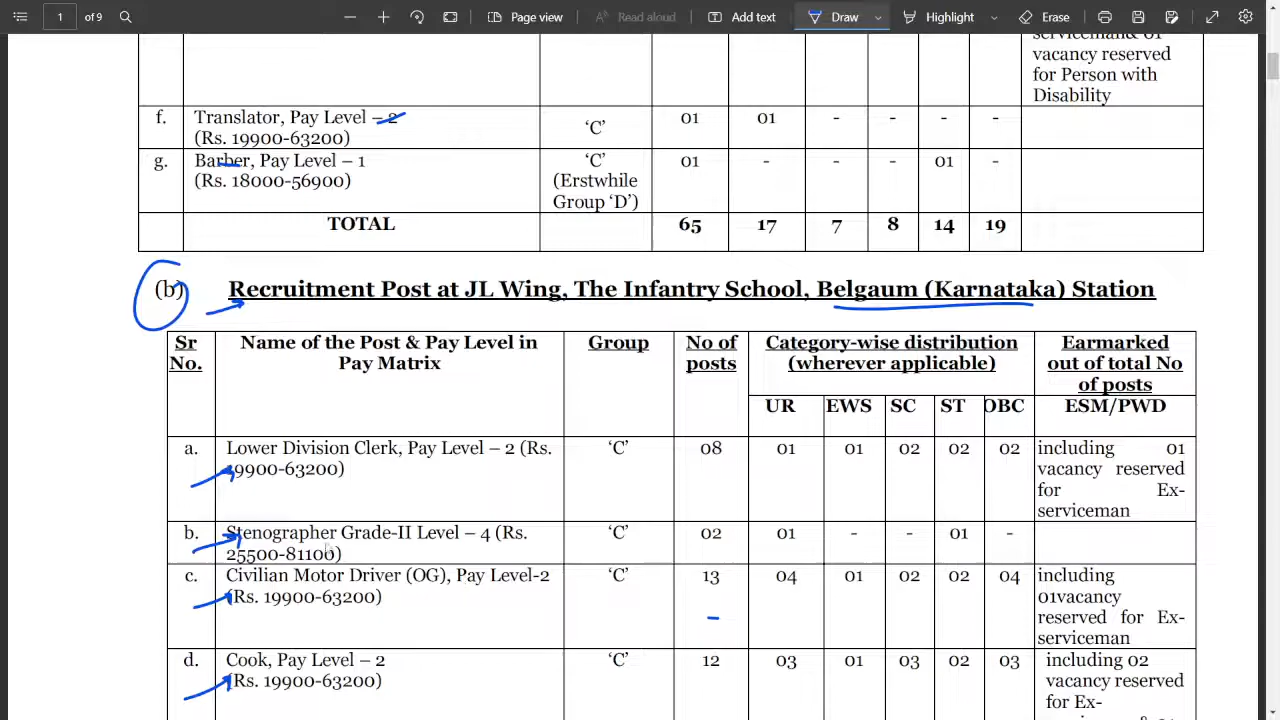 1 of 9 Page view Read aloud Add text Draw Highlight Erase
serviceman& 01
vacancy reserved
for Person with
Disability
f. Translator, Pay Level – 2 ‘C’ 01 01 - - - -
(Rs. 19900-63200)
g. Barber, Pay Level – 1 ‘C’ 01 - - - 01 -
(Rs. 18000-56900) (Erstwhile
Group ‘D’)
TOTAL 65 17 7 8 14 19
(b) Recruitment Post at JL Wing, The Infantry School, Belgaum (Karnataka) Station
Sr Name of the Post & Pay Level in Group No of Category-wise distribution Earmarked
No. Pay Matrix posts (wherever applicable) out of total No
of posts
UR EWS SC ST OBC ESM/PWD
a. Lower Division Clerk, Pay Level – 2 (Rs. ‘C’ 08 01 01 02 02 02 including 01
19900-63200) vacancy reserved
for Ex-
serviceman
b. Stenographer Grade-II Level – 4 (Rs. ‘C’ 02 01 - - 01 -
25500-81100)
c. Civilian Motor Driver (OG), Pay Level-2 ‘C’ 13 04 01 02 02 04 including
(Rs. 19900-63200) 01vacancy
reserved for Ex-
serviceman
d. Cook, Pay Level – 2 ‘C’ 12 03 01 03 02 03 including 02
(Rs. 19900-63200) vacancy reserved
for Ex-